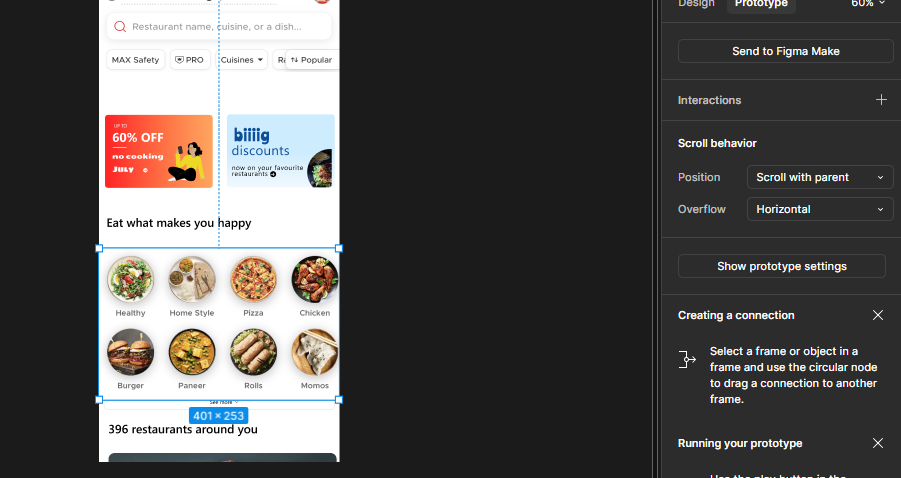 Design Prototype 60%
Restaurant name, cuisine, or a dish...
MAX Safety PRO Cuisines Ra Popular
Send to Figma Make
Interactions
UP TO
60% OFF
no cooking
JULY
biiiig
discounts
now on your favourite
restaurants
Scroll behavior
Position Scroll with parent
Overflow Horizontal
Eat what makes you happy
Show prototype settings
Healthy Home Style Pizza Chicken
Burger Paneer Rolls Momos
See more
401 × 253
396 restaurants around you
Creating a connection
Select a frame or object in a
frame and use the circular node
to drag a connection to another
frame.
Running your prototype
Use the play button in the